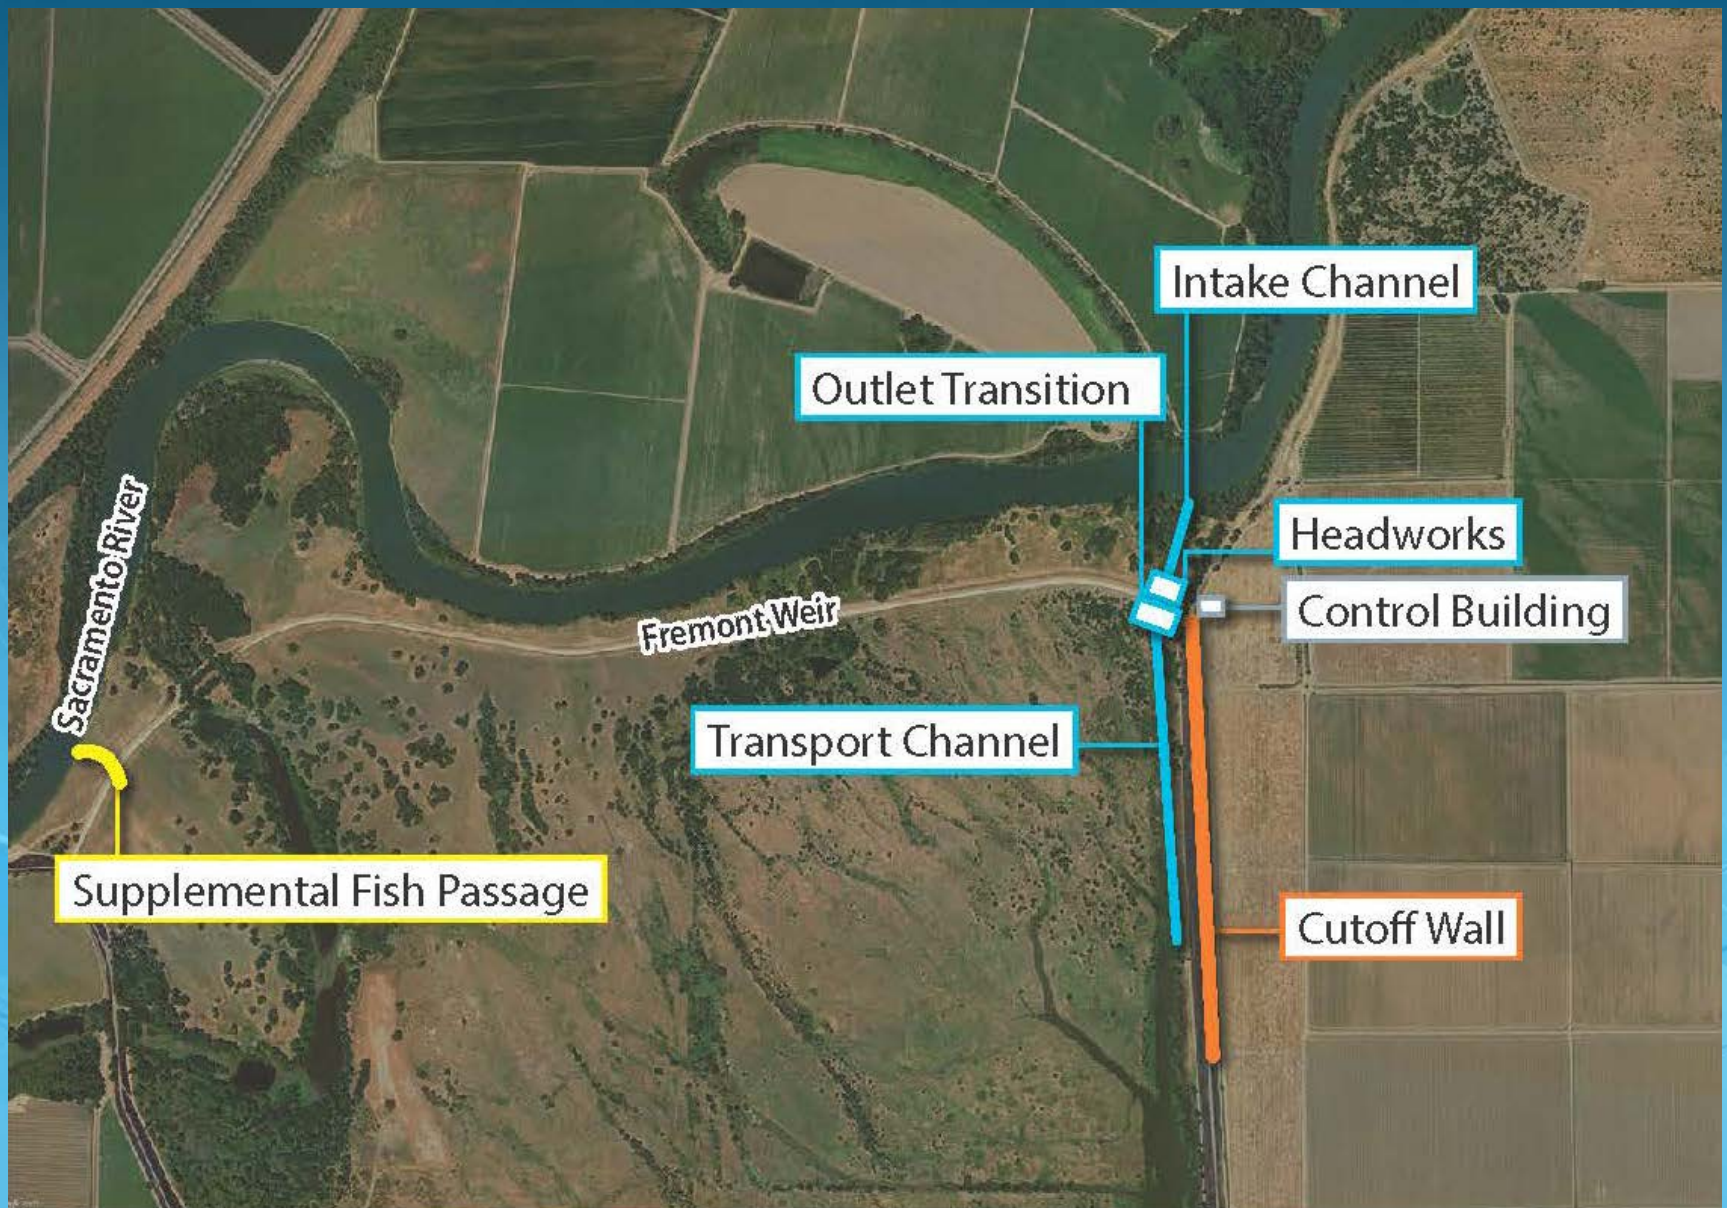 Intake Channel
Outlet Transition
Headworks
Control Building
Sacramento River
Fremont Weir
Transport Channel
Supplemental Fish Passage
Cutoff Wall